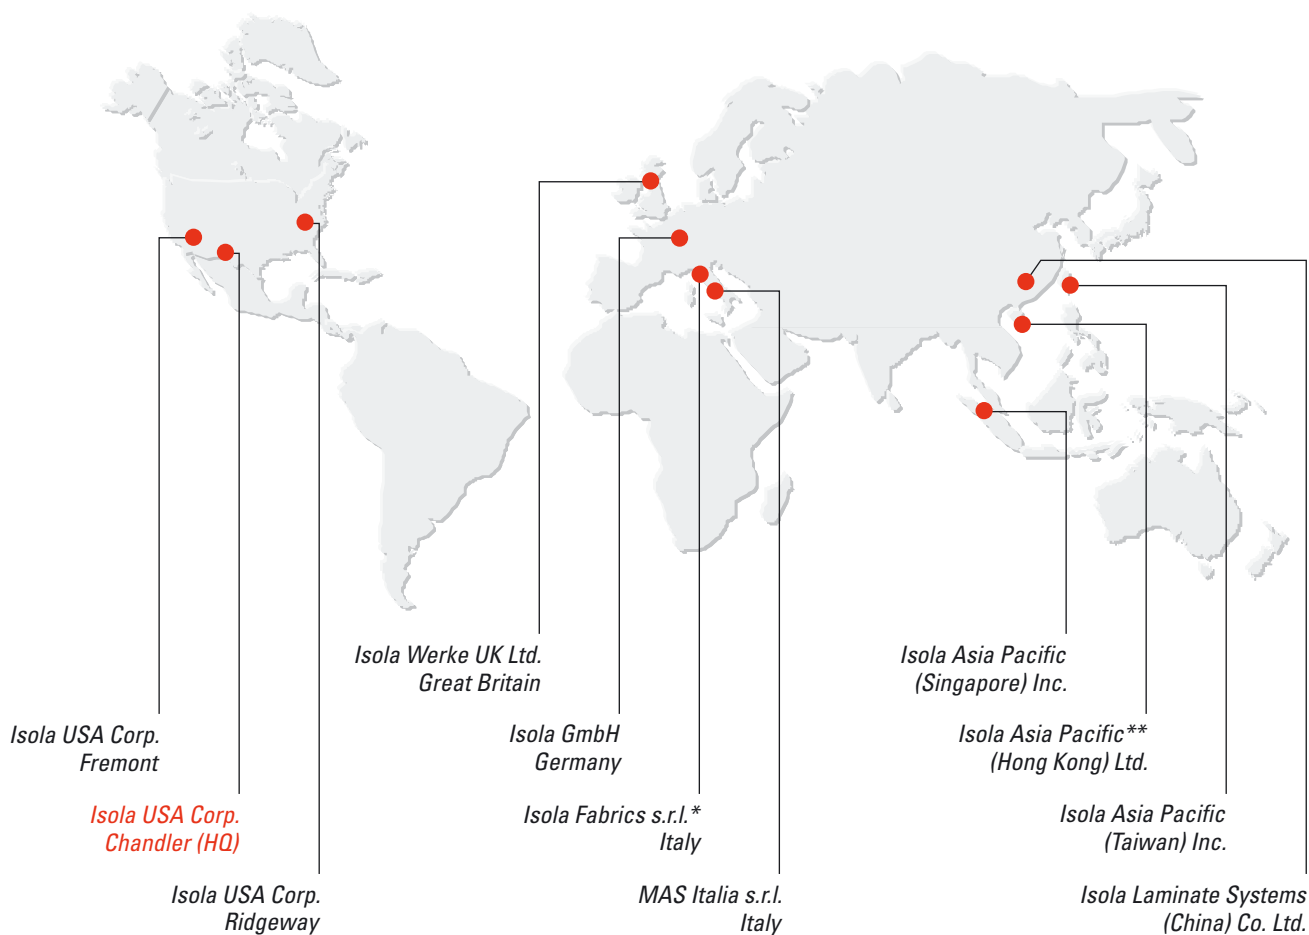 Isola Werke UK Ltd.
Great Britain
Isola Asia Pacific
(Singapore) Inc.
Isola USA Corp.
Fremont
Isola GmbH
Germany
Isola Asia Pacific**
(Hong Kong) Ltd.
Isola USA Corp.
Chandler (HQ)
Isola Fabrics s.r.l.*
Italy
Isola Asia Pacific
(Taiwan) Inc.
Isola USA Corp.
Ridgeway
MAS Italia s.r.l.
Italy
Isola Laminate Systems
(China) Co. Ltd.